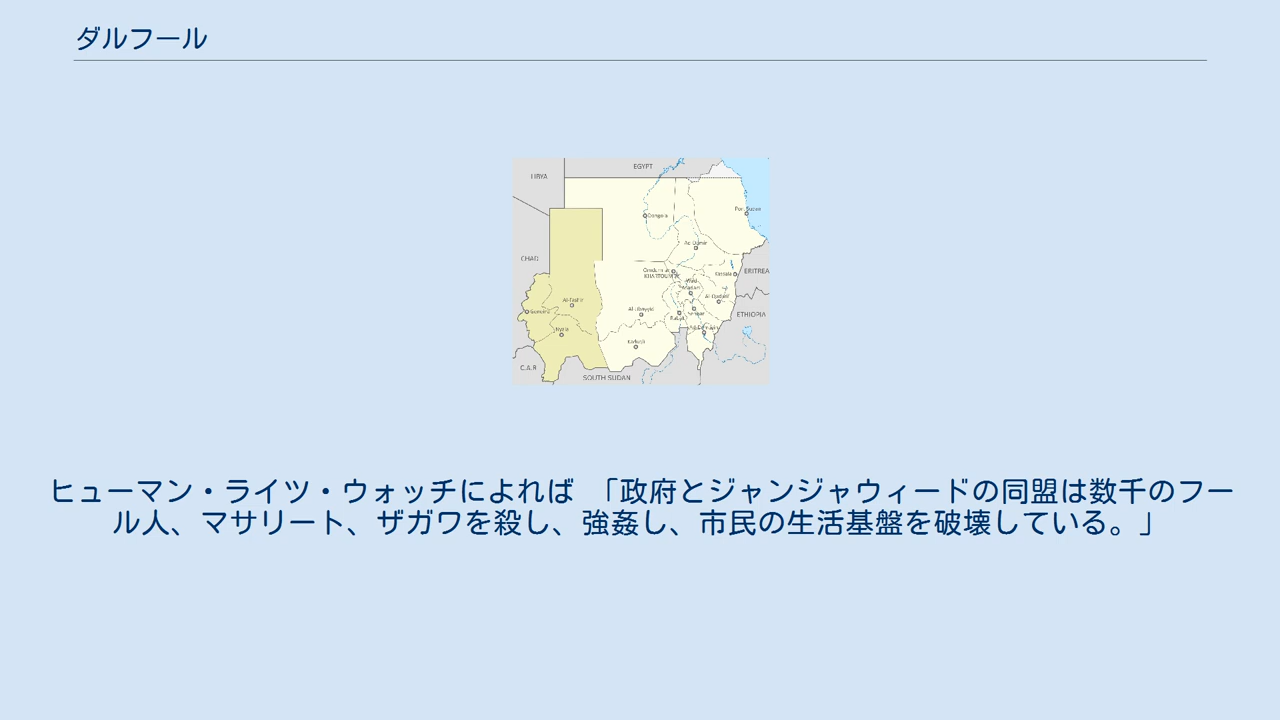 ダルフール
EGYPT
CHAD
ERITREA
ETHIOPIA
Nyala
C.A.R
SOUTH SUDAN
ヒューマン・ライツ・ウォッチによれば 「政府とジャンジャウィードの同盟は数千のフー
ル人、マサリート、ザガワを殺し、強姦し、市民の生活基盤を破壊している。」